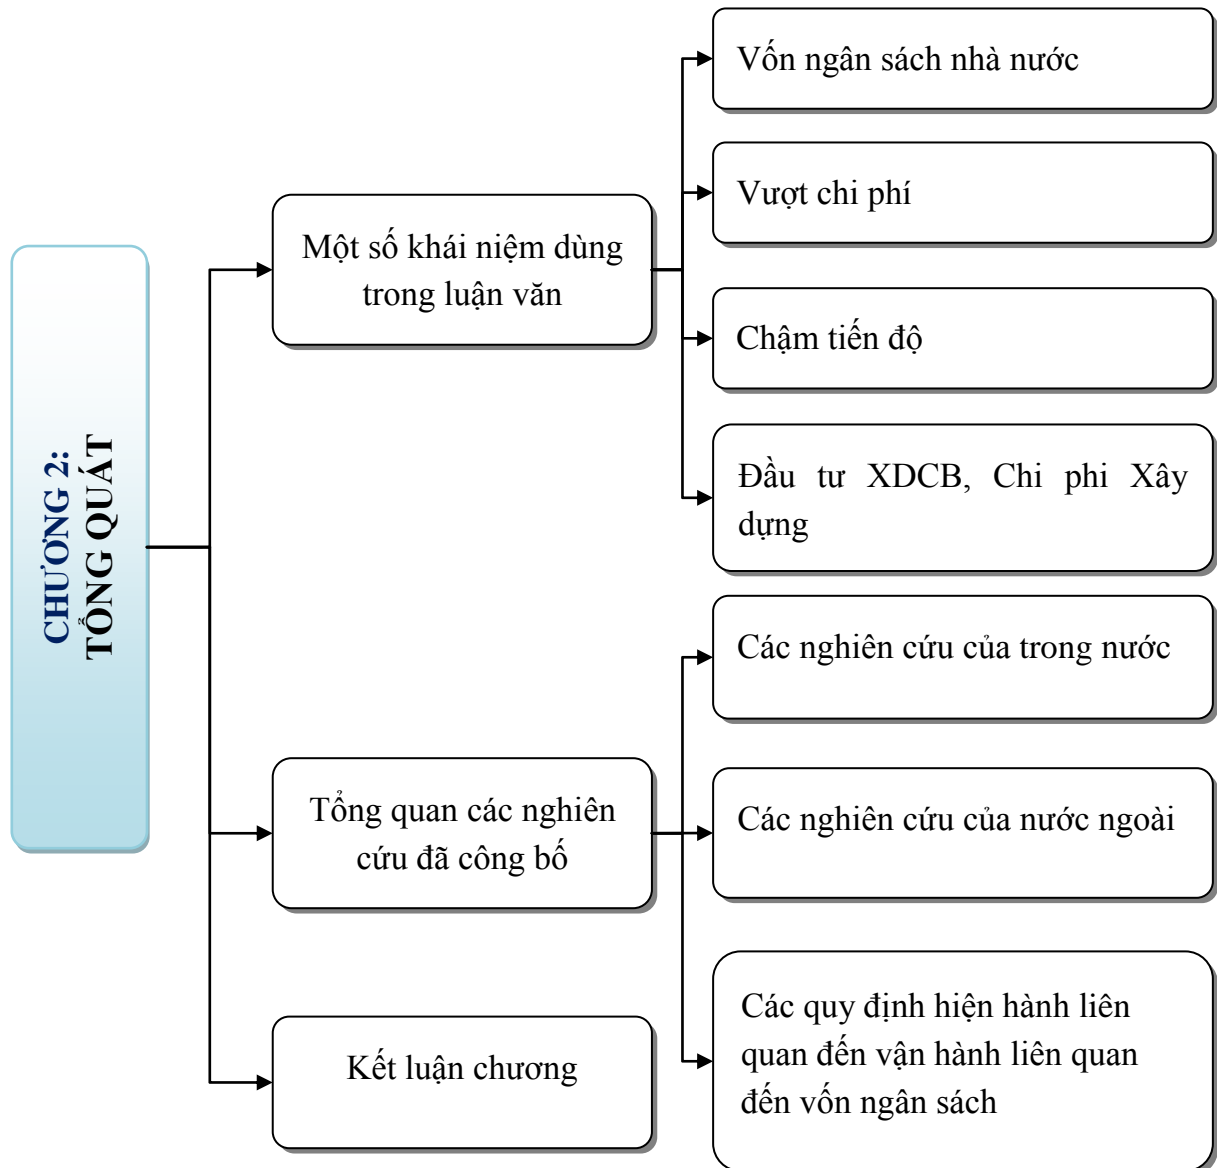 CHƯƠNG 2:
TỔNG QUÁT
Một số khái niệm dùng
trong luận văn
Vốn ngân sách nhà nước
Vượt chi phí
Chậm tiến độ
Đầu tư XDCB, Chi phi Xây
dựng
Tổng quan các nghiên
cứu đã công bố
Các nghiên cứu của trong nước
Các nghiên cứu của nước ngoài
Các quy định hiện hành liên
quan đến vận hành liên quan
đến vốn ngân sách
Kết luận chương